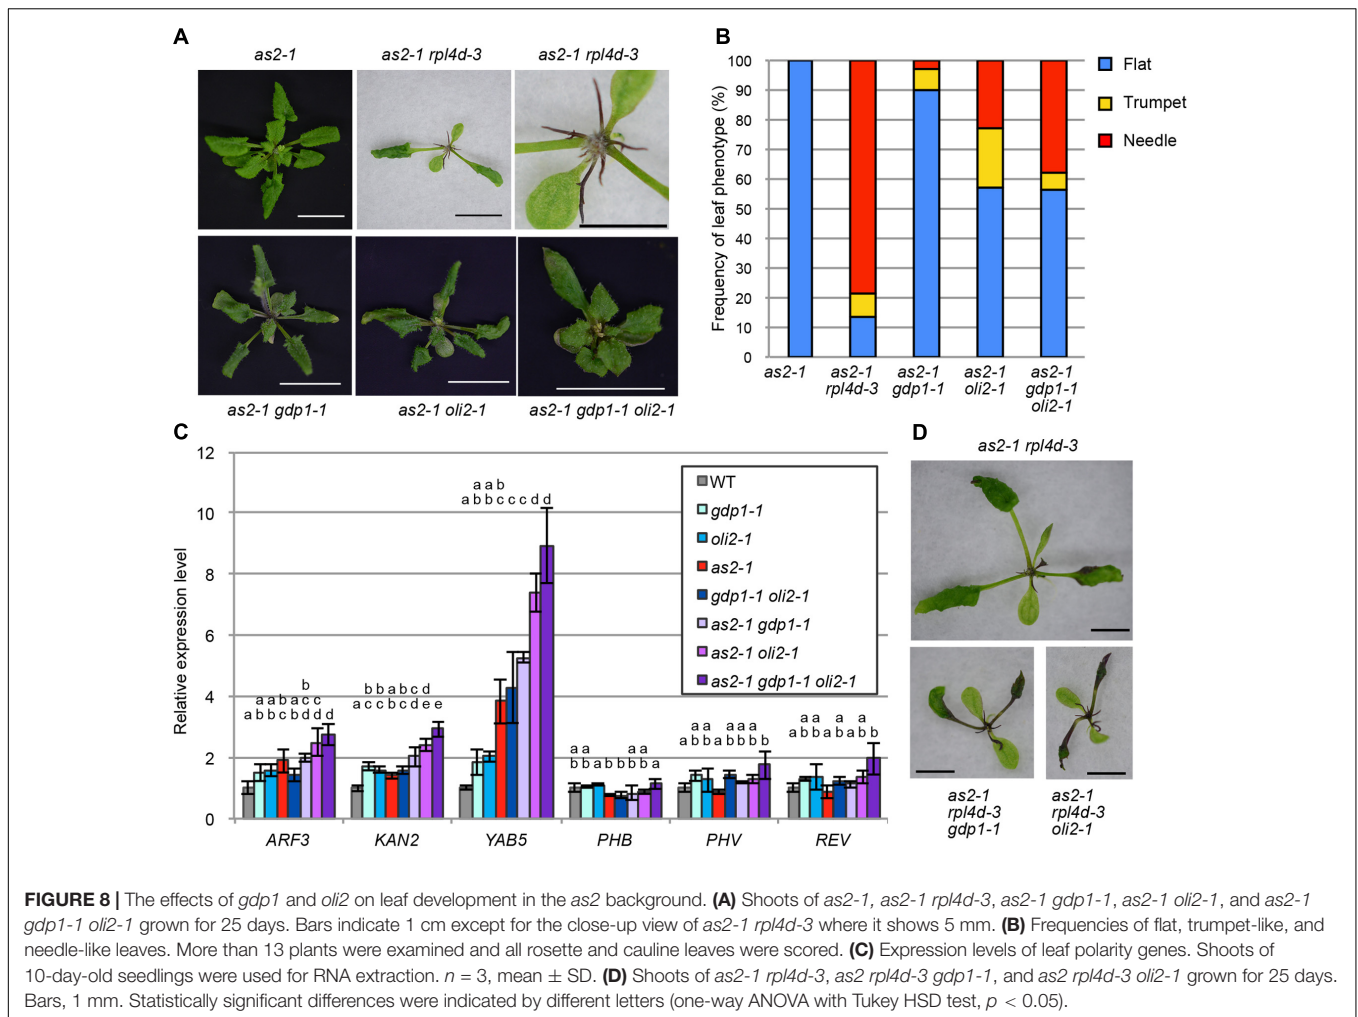 A
as2-1
as2-1 rpl4d-3
as2-1 rpl4d-3
as2-1 gdp1-1
as2-1 oli2-1
as2-1 gdp1-1 oli2-1
B
Frequency of leaf phenotype (%)
100
90
80
70
60
50
40
30
20
10
0
as2-1
as2-1
rpl4d-3
as2-1
gdp1-1
as2-1
oli2-1
as2-1
gdp1-1
oli2-1
Flat
Trumpet
Needle
C
Relative expression level
12
10
8
6
4
2
0
b
a a b a c c
a b b c b d d d
b b a b c d
a c c b c d e e
a a b
a b b c c c d d
a a a a
b b a b b b b a
a a a a a
a b b a b b b b
a a a a b
a b b a b a b b
ARF3
KAN2
YAB5
PHB
PHV
REV
WT
gdp1-1
oli2-1
as2-1
gdp1-1 oli2-1
as2-1 gdp1-1
as2-1 oli2-1
as2-1 gdp1-1 oli2-1
D
as2-1 rpl4d-3
as2-1
rpl4d-3
gdp1-1
as2-1
rpl4d-3
oli2-1
FIGURE 8 | The effects of gdp1 and oli2 on leaf development in the as2 background. (A) Shoots of as2-1, as2-1 rpl4d-3, as2-1 gdp1-1, as2-1 oli2-1, and as2-1
gdp1-1 oli2-1 grown for 25 days. Bars indicate 1 cm except for the close-up view of as2-1 rpl4d-3 where it shows 5 mm. (B) Frequencies of flat, trumpet-like, and
needle-like leaves. More than 13 plants were examined and all rosette and cauline leaves were scored. (C) Expression levels of leaf polarity genes. Shoots of
10-day-old seedlings were used for RNA extraction. n = 3, mean ± SD. (D) Shoots of as2-1 rpl4d-3, as2 rpl4d-3 gdp1-1, and as2 rpl4d-3 oli2-1 grown for 25 days.
Bars, 1 mm. Statistically significant differences were indicated by different letters (one-way ANOVA with Tukey HSD test, p < 0.05).